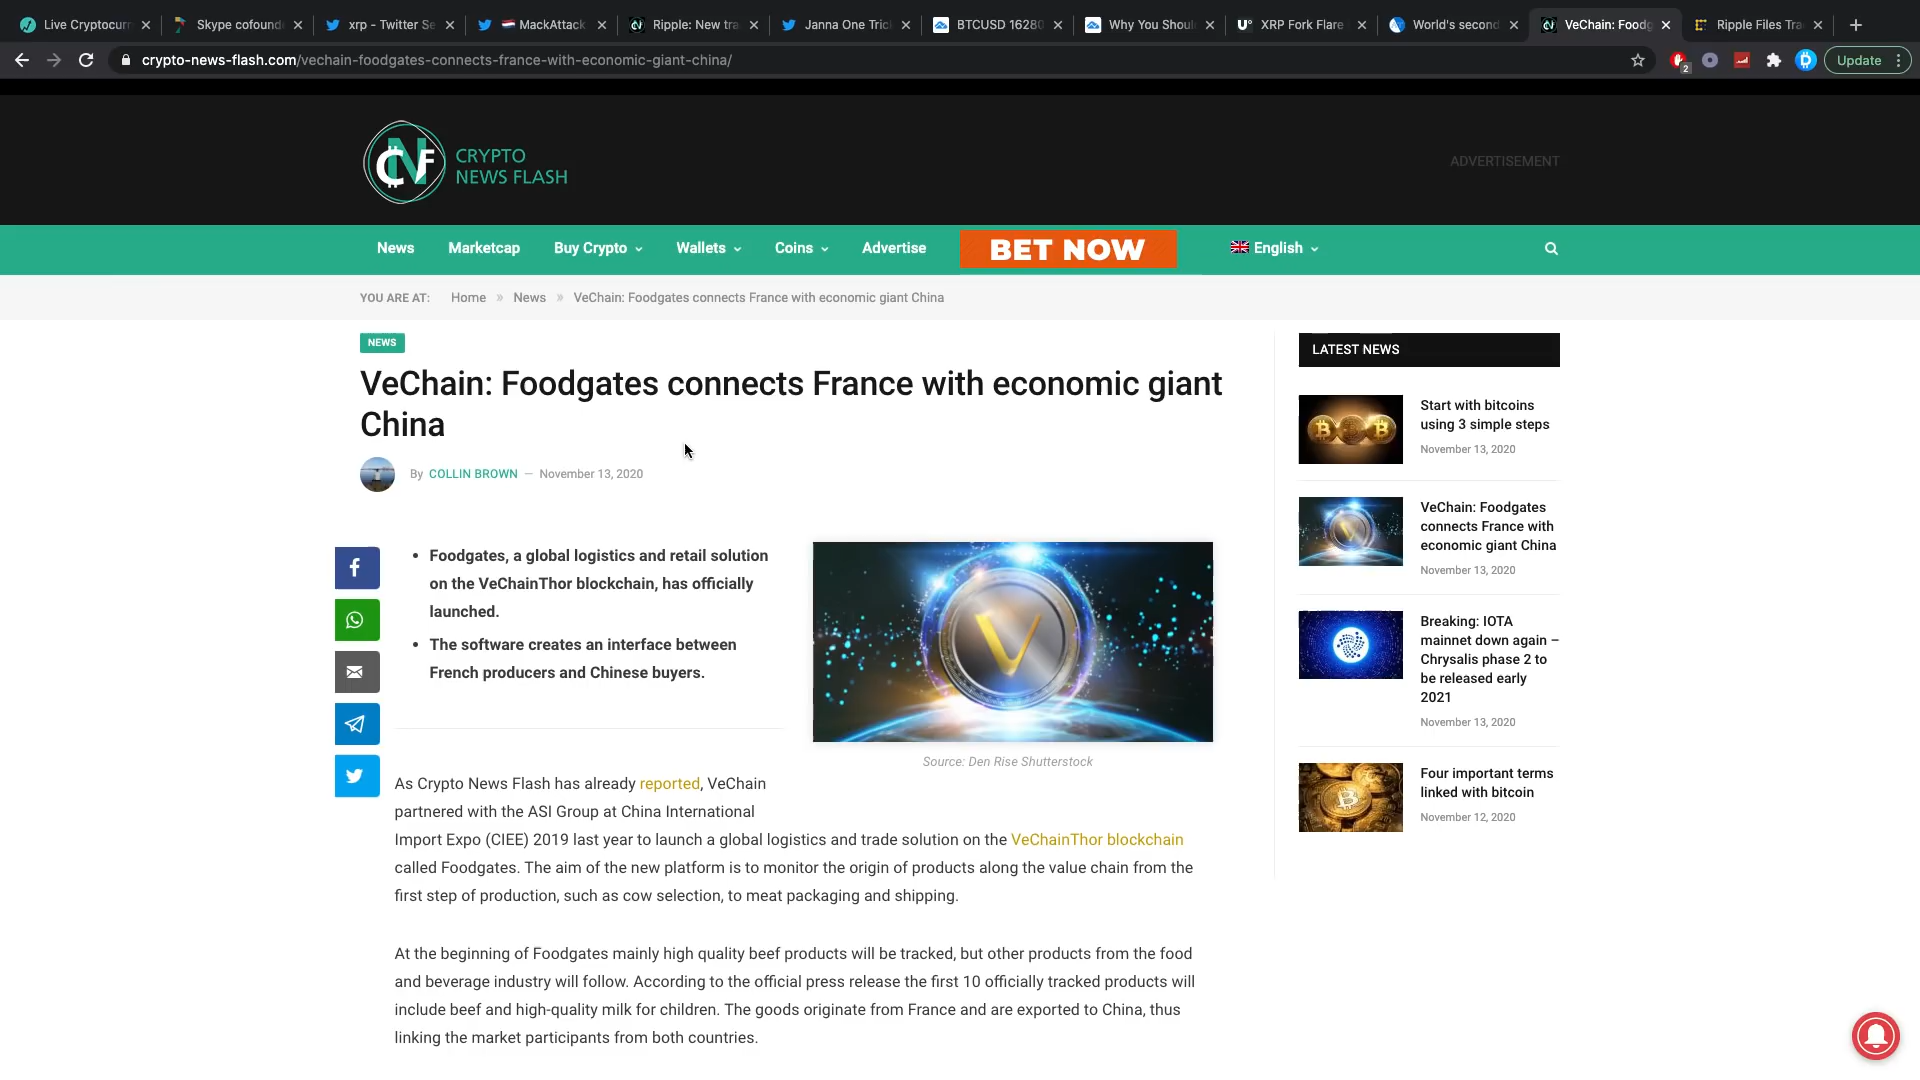 Live Cryptocurr
Skype cofound
xrp - Twitter Se
MackAttack
Ripple: New tra
Janna One Tric
BTCUSD 16280
Why You Shoul
XRP Fork Flare
World's second
VeChain: Foodg
Ripple Files Tra
crypto-news-flash.com/vechain-foodgates-connects-france-with-economic-giant-china/
2
Update
CNF
CRYPTO
NEWS FLASH
ADVERTISEMENT
News
Marketcap
Buy Crypto
Wallets
Coins
Advertise
BET NOW
English
YOU ARE AT: Home » News » VeChain: Foodgates connects France with economic giant China
NEWS
VeChain: Foodgates connects France with economic giant
China
By COLLIN BROWN — November 13, 2020
• Foodgates, a global logistics and retail solution
on the VeChainThor blockchain, has officially
launched.
• The software creates an interface between
French producers and Chinese buyers.
Source: Den Rise Shutterstock
As Crypto News Flash has already reported, VeChain
partnered with the ASI Group at China International
Import Expo (CIEE) 2019 last year to launch a global logistics and trade solution on the VeChainThor blockchain
called Foodgates. The aim of the new platform is to monitor the origin of products along the value chain from the
first step of production, such as cow selection, to meat packaging and shipping.
At the beginning of Foodgates mainly high quality beef products will be tracked, but other products from the food
and beverage industry will follow. According to the official press release the first 10 officially tracked products will
include beef and high-quality milk for children. The goods originate from France and are exported to China, thus
linking the market participants from both countries.
LATEST NEWS
Start with bitcoins
using 3 simple steps
November 13, 2020
VeChain: Foodgates
connects France with
economic giant China
November 13, 2020
Breaking: IOTA
mainnet down again –
Chrysalis phase 2 to
be released early
2021
November 13, 2020
Four important terms
linked with bitcoin
November 12, 2020